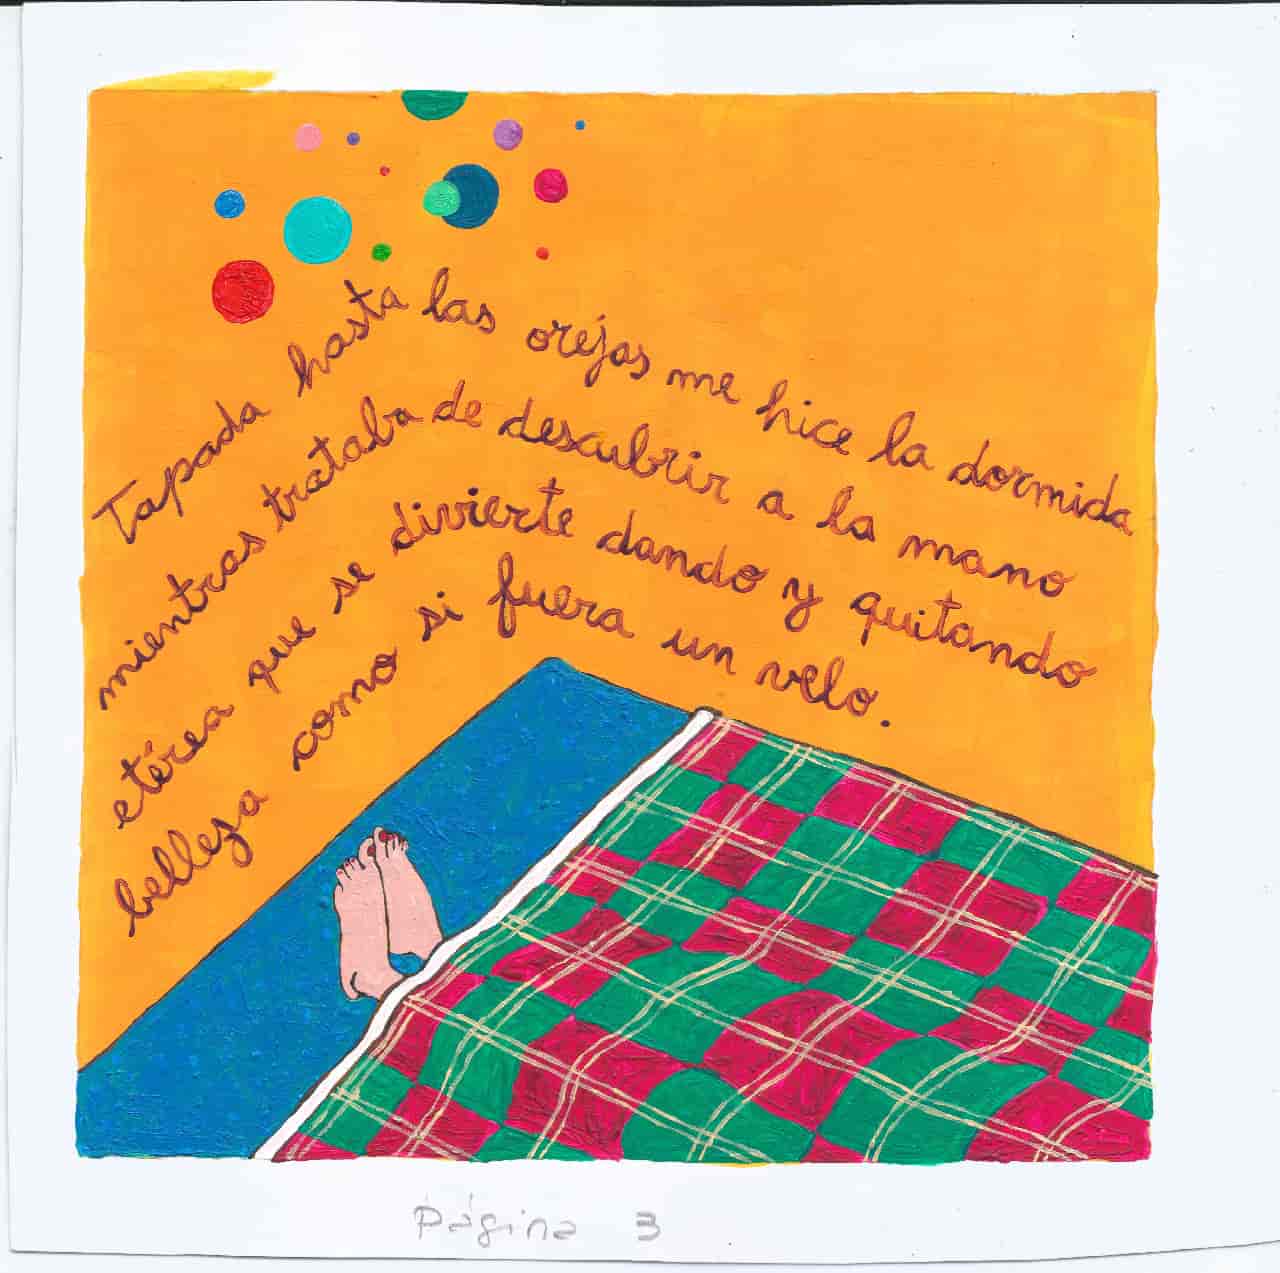 Tapada hasta las orejas me hice la dormida
mientras trataba de descubrir a la mano
etérea que se divierte dando y quitando
belleza como si fuera un velo.
Página 3